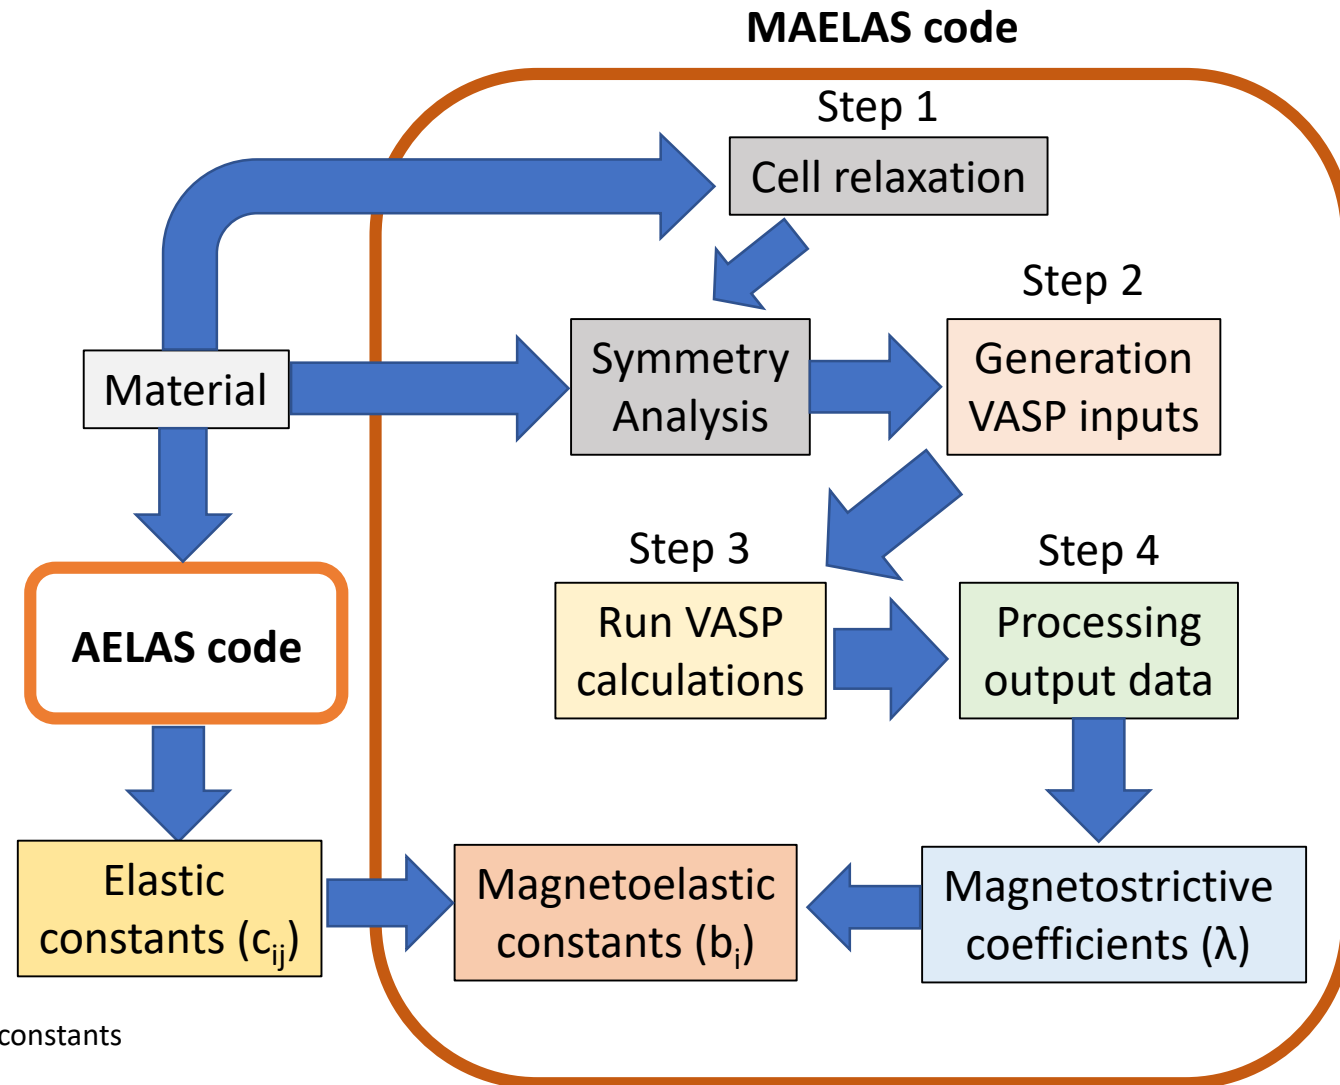 MAELAS code
Step 1
Cell relaxation
Step 2
Material
Symmetry
Analysis
Generation
VASP inputs
Step 3
Step 4
AELAS code
Run VASP
calculations
Processing
output data
Elastic
constants (cij)
Magnetoelastic
constants (bi)
Magnetostrictive
coefficients (λ)
constants